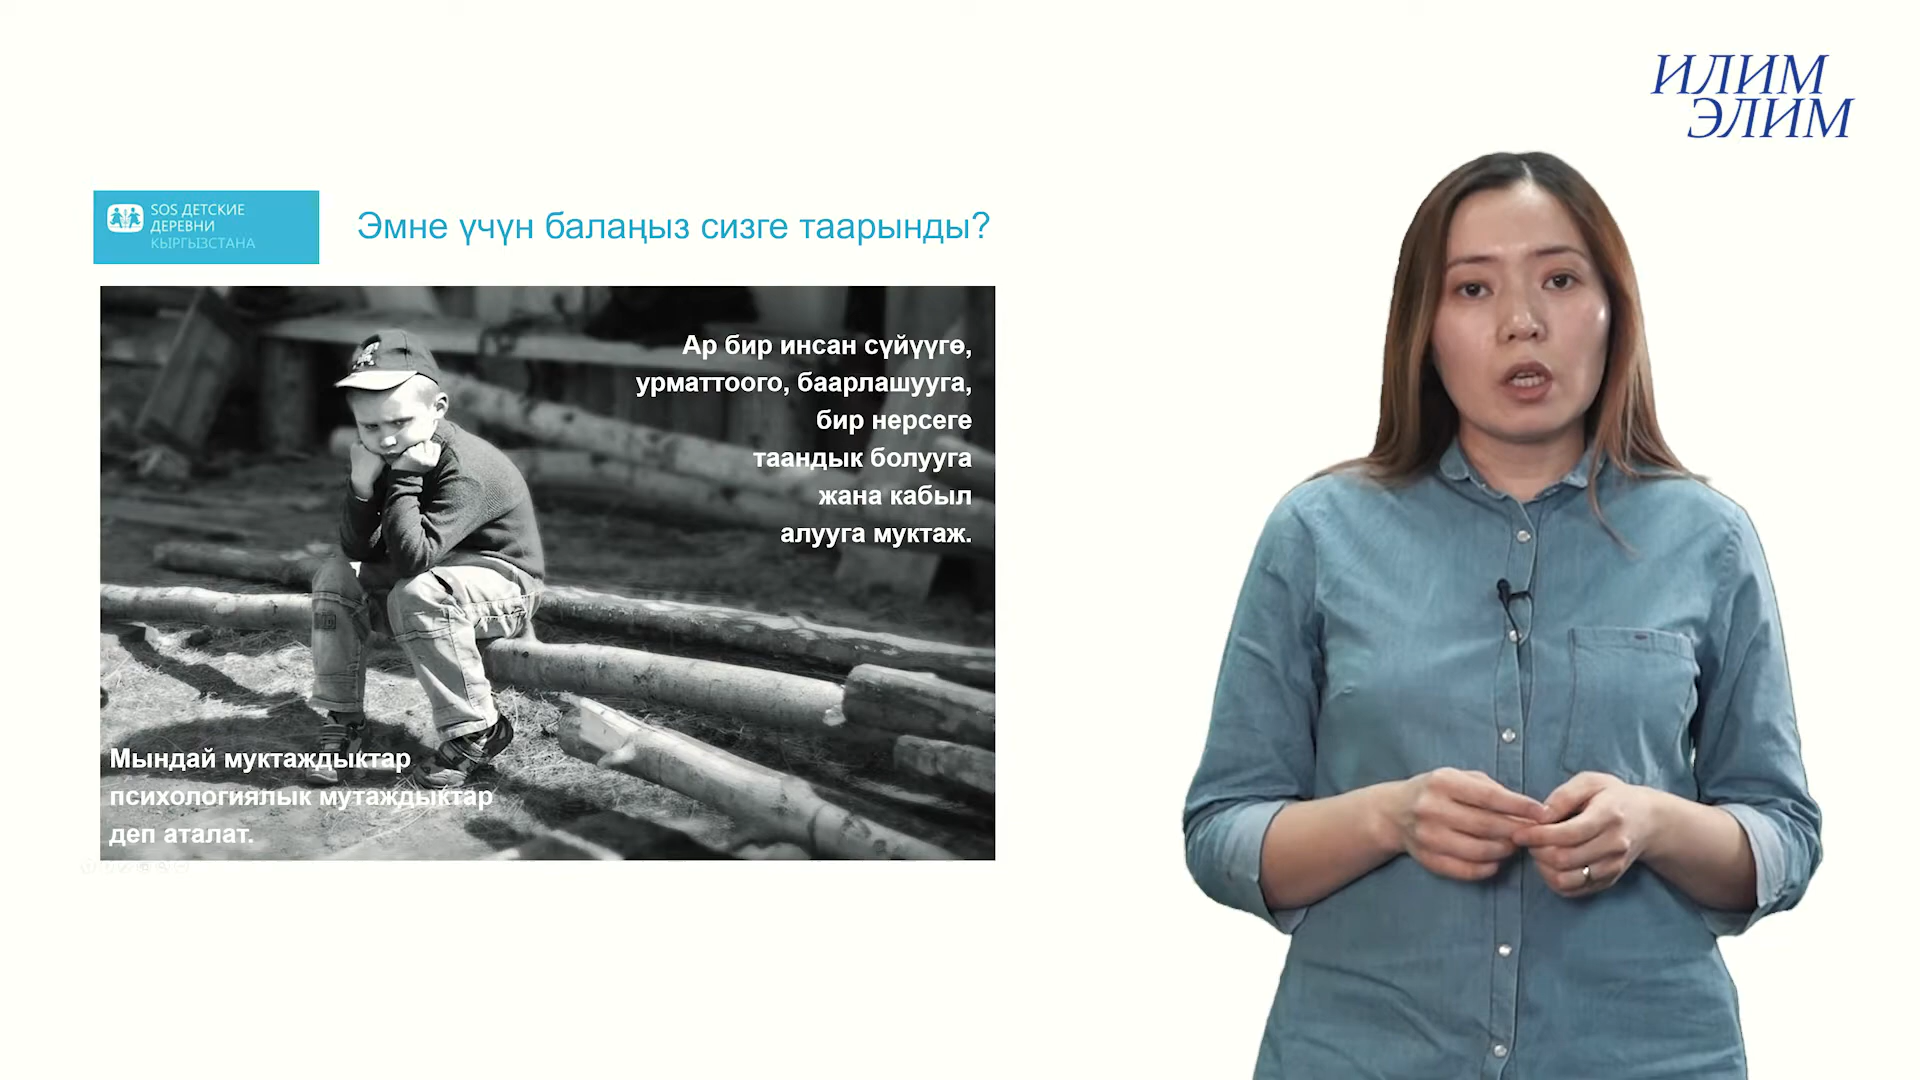 ИЛИМ
ЭЛИМ
SOS ДЕТСКИЕ
ДЕРЕВНИ
КЫРГЫЗСТАНА
Эмне үчүн балаңыз сизге таарынды?
Ар бир инсан сүйүүгө,
урматтоого, баарлашууга,
бир нерсеге
таандык болууга
жана кабыл
алууга муктаж.
Мындай муктаждыктар
психологиялык мутаждыктар
деп аталат.